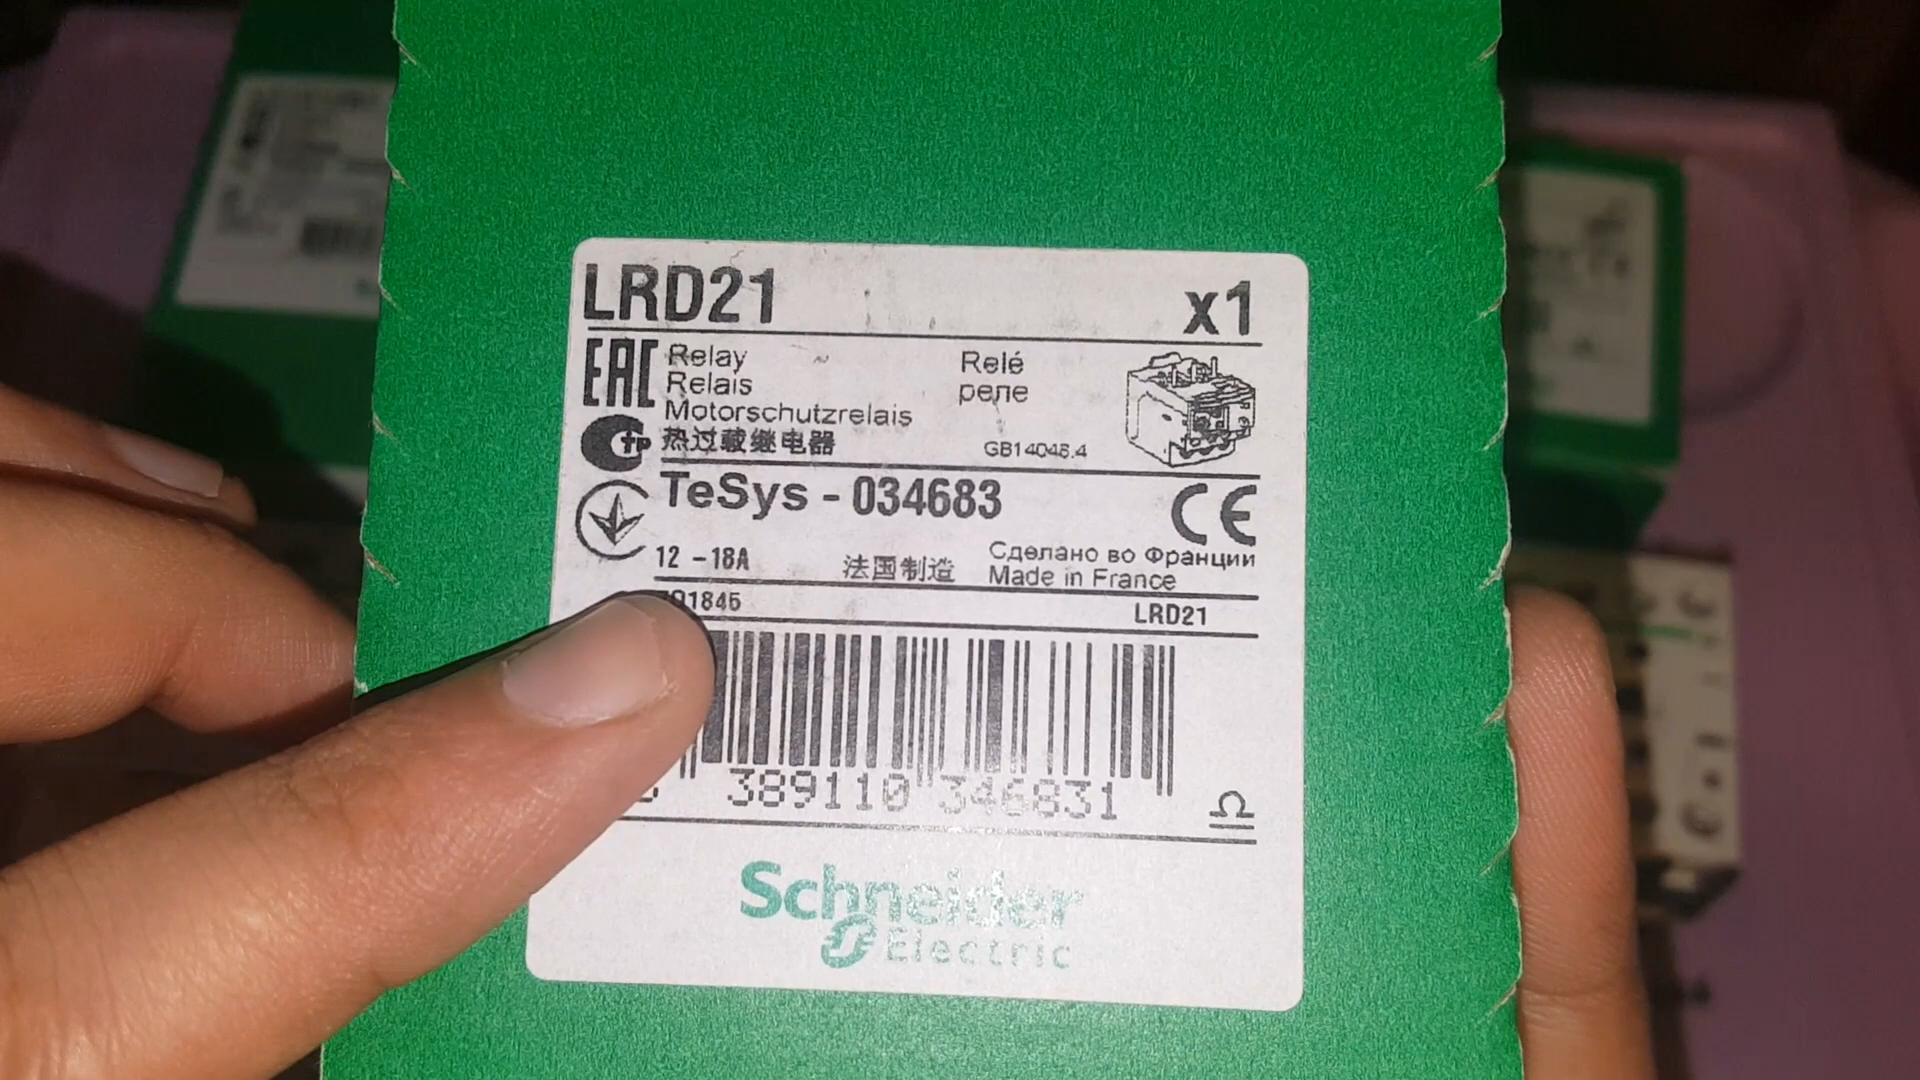 LRD21 x1
EAC Relay Relé
Relais реле
Motorschutzrelais
热过载继电器 GB14048.4
TeSys - 034683 CE
12 - 18A 法国制造 Сделано во Франции
Made in France
1845 LRD21
389110 346831
Schneider
Electric